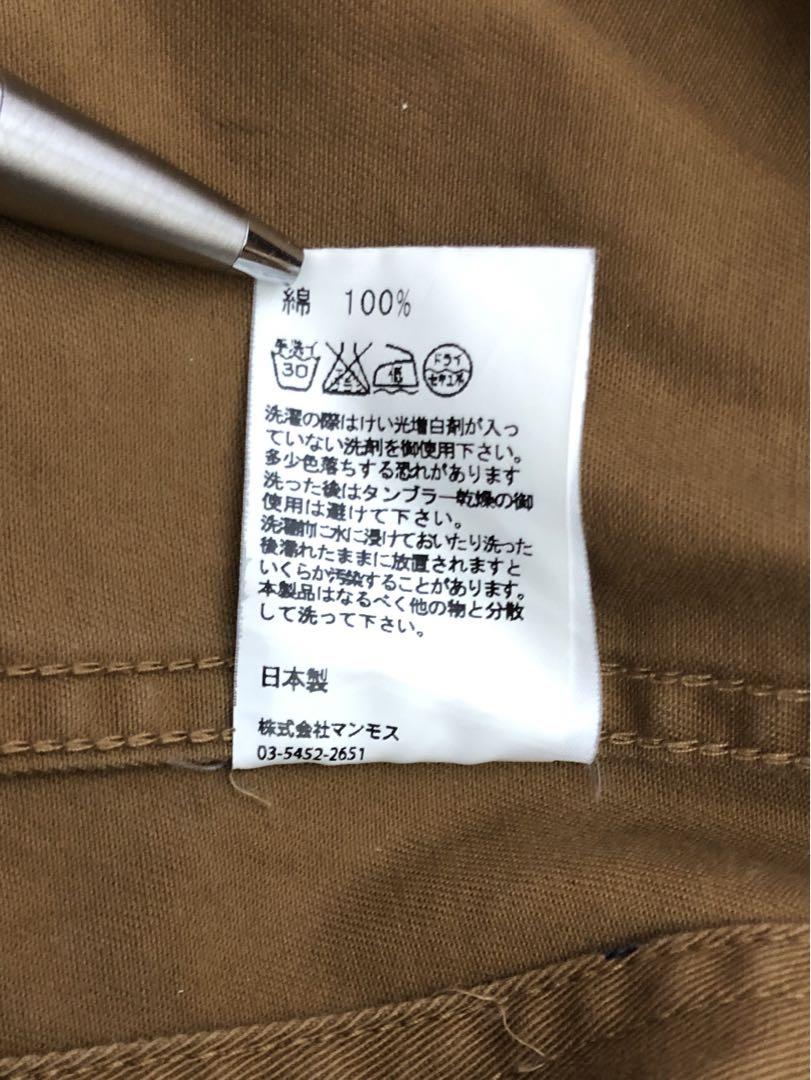 綿 100%
手洗イ 30 低 ドライ セキユ系
洗濯の際はけい光増白剤が入っ
ていない洗剤を御使用下さい。
多少色落ちする恐れがあります
洗った後はタンブラー乾燥の御
使用は避けて下さい。
洗濯前に水に浸けておいたり洗った
後濡れたままに放置されますと
いくらか汚染することがあります。
本製品はなるべく他の物と分散
して洗って下さい。
日本製
株式会社マンモス
03-5452-2651